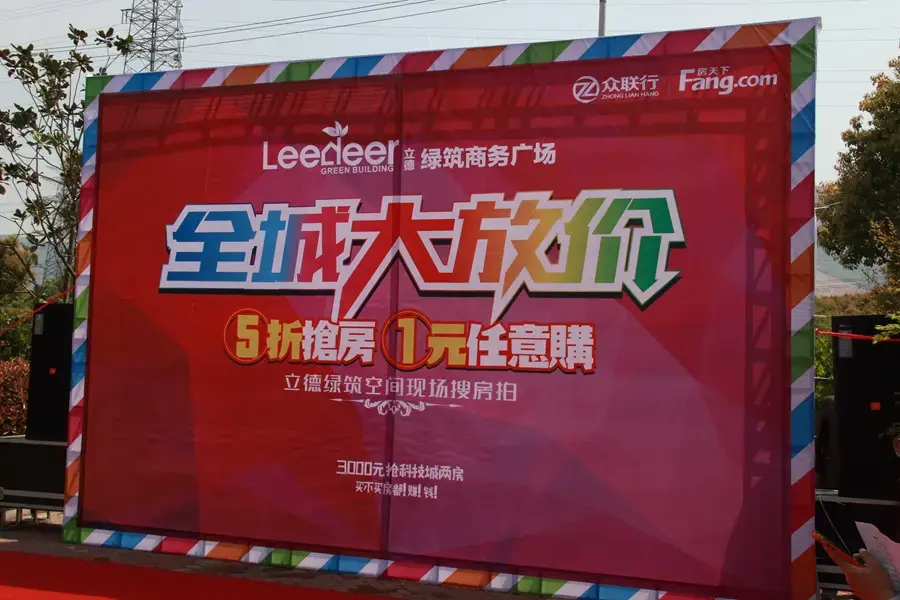 众联行
ZHONG LIAN HANG
房天下
Fang.com
Leedeer
GREEN BUILDING
立德
绿筑商务广场
全城大放价
5折搶房 1元任意購
立德绿筑空间现场搜房拍
3000元抢科技城两房
买不买房都!赚!钱!